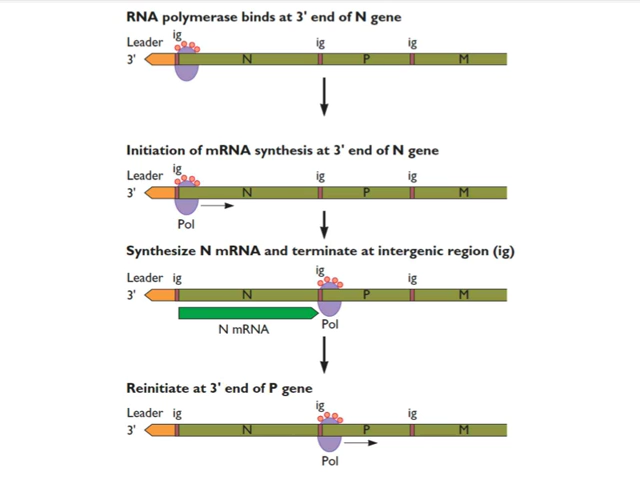 RNA polymerase binds at 3' end of N gene
Leader ig ig ig
3' N P M
Initiation of mRNA synthesis at 3' end of N gene
Leader ig ig ig
3' N P M
Pol
Synthesize N mRNA and terminate at intergenic region (ig)
Leader ig ig ig
3' N P M
N mRNA Pol
Reinitiate at 3' end of P gene
Leader ig ig ig
3' N P M
Pol